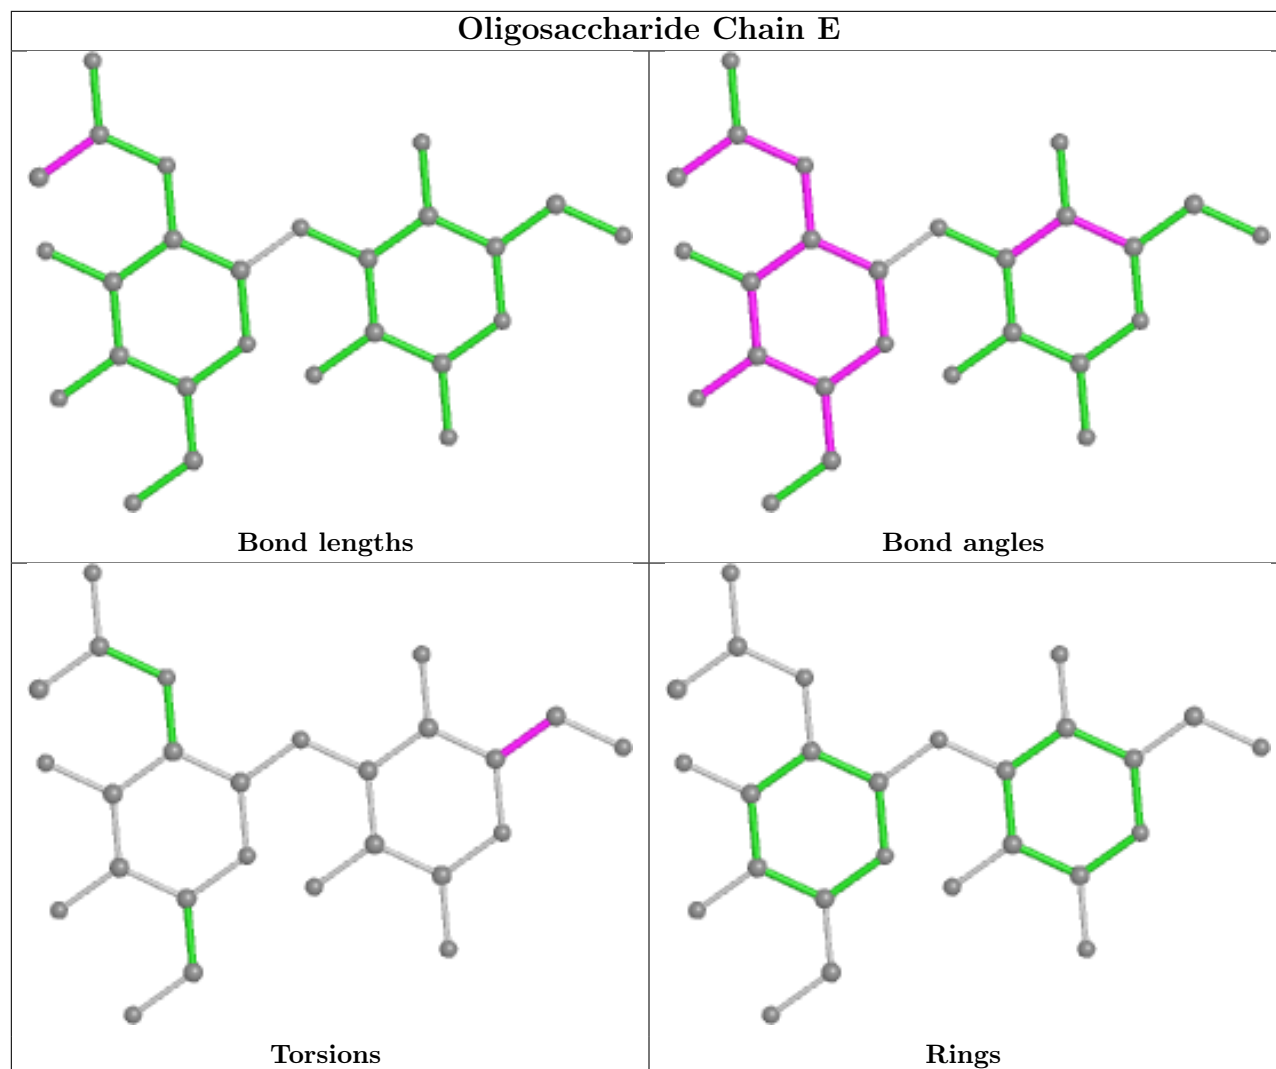 Oligosaccharide Chain E
Bond lengths
Bond angles
Torsions
Rings